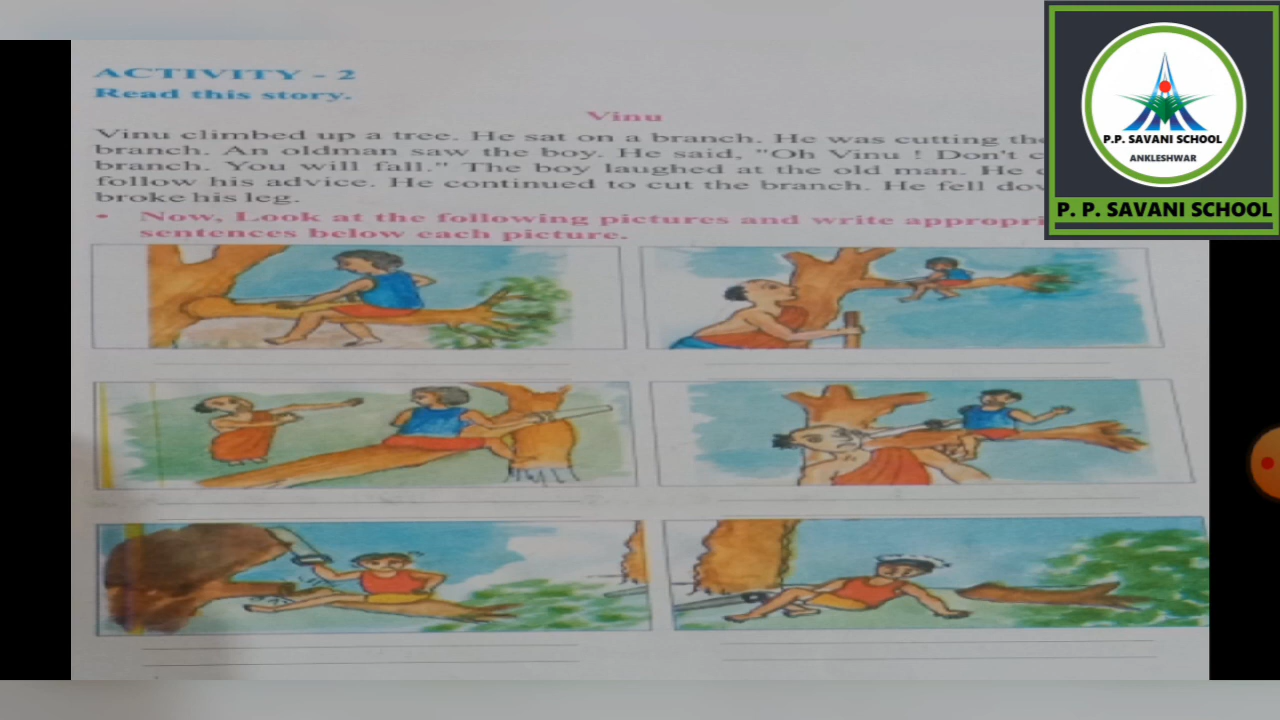 ACTIVITY - 2
Read this story.
Vinu
Vinu climbed up a tree. He sat on a branch. He was cutting the
branch. An oldman saw the boy. He said, "Oh Vinu ! Don't c
branch. You will fall." The boy laughed at the old man. He
follow his advice. He continued to cut the branch. He fell dov
broke his leg.
• Now, Look at the following pictures and write appropri
sentences below each picture.
P.P. SAVANI SCHOOL
ANKLESHWAR
P. P. SAVANI SCHOOL